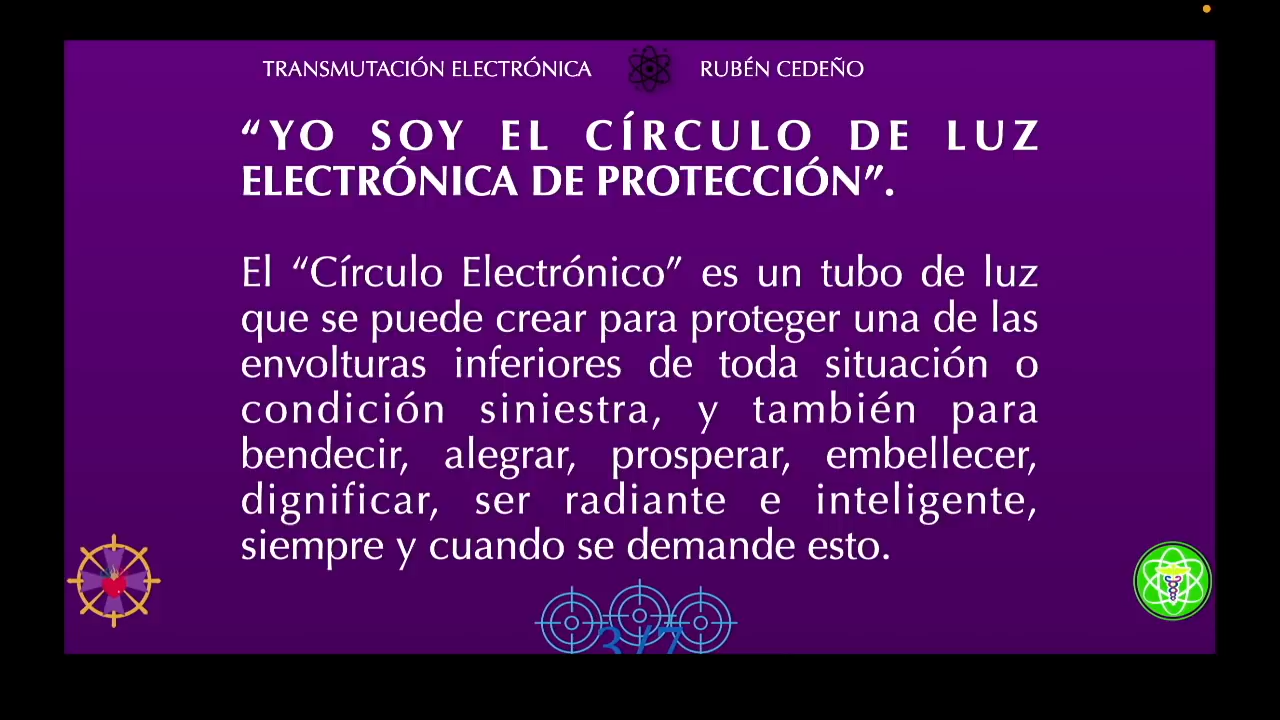 TRANSMUTACIÓN ELECTRÓNICA RUBÉN CEDEÑO
“YO SOY EL CÍRCULO DE LUZ
ELECTRÓNICA DE PROTECCIÓN”.
El “Círculo Electrónico” es un tubo de luz
que se puede crear para proteger una de las
envolturas inferiores de toda situación o
condición siniestra, y también para
bendecir, alegrar, prosperar, embellecer,
dignificar, ser radiante e inteligente,
siempre y cuando se demande esto.
3/7